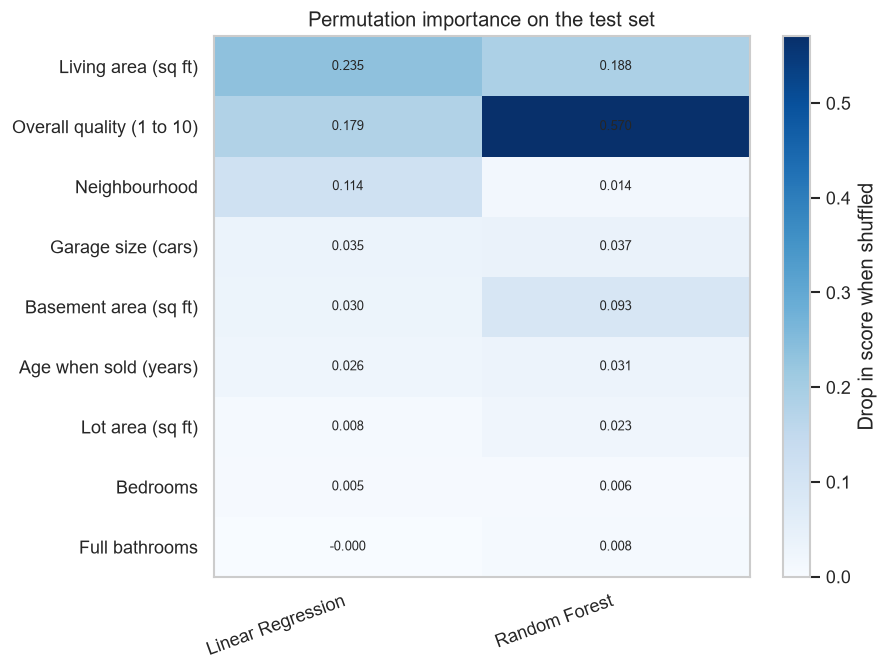 Permutation importance on the test set
Living area (sq ft) 0.235 0.188
Overall quality (1 to 10) 0.179 0.570
Neighbourhood 0.114 0.014
Garage size (cars) 0.035 0.037
Basement area (sq ft) 0.030 0.093
Age when sold (years) 0.026 0.031
Lot area (sq ft) 0.008 0.023
Bedrooms 0.005 0.006
Full bathrooms -0.000 0.008
Linear Regression Random Forest
0.5
0.4
0.3
0.2
0.1
0.0
Drop in score when shuffled